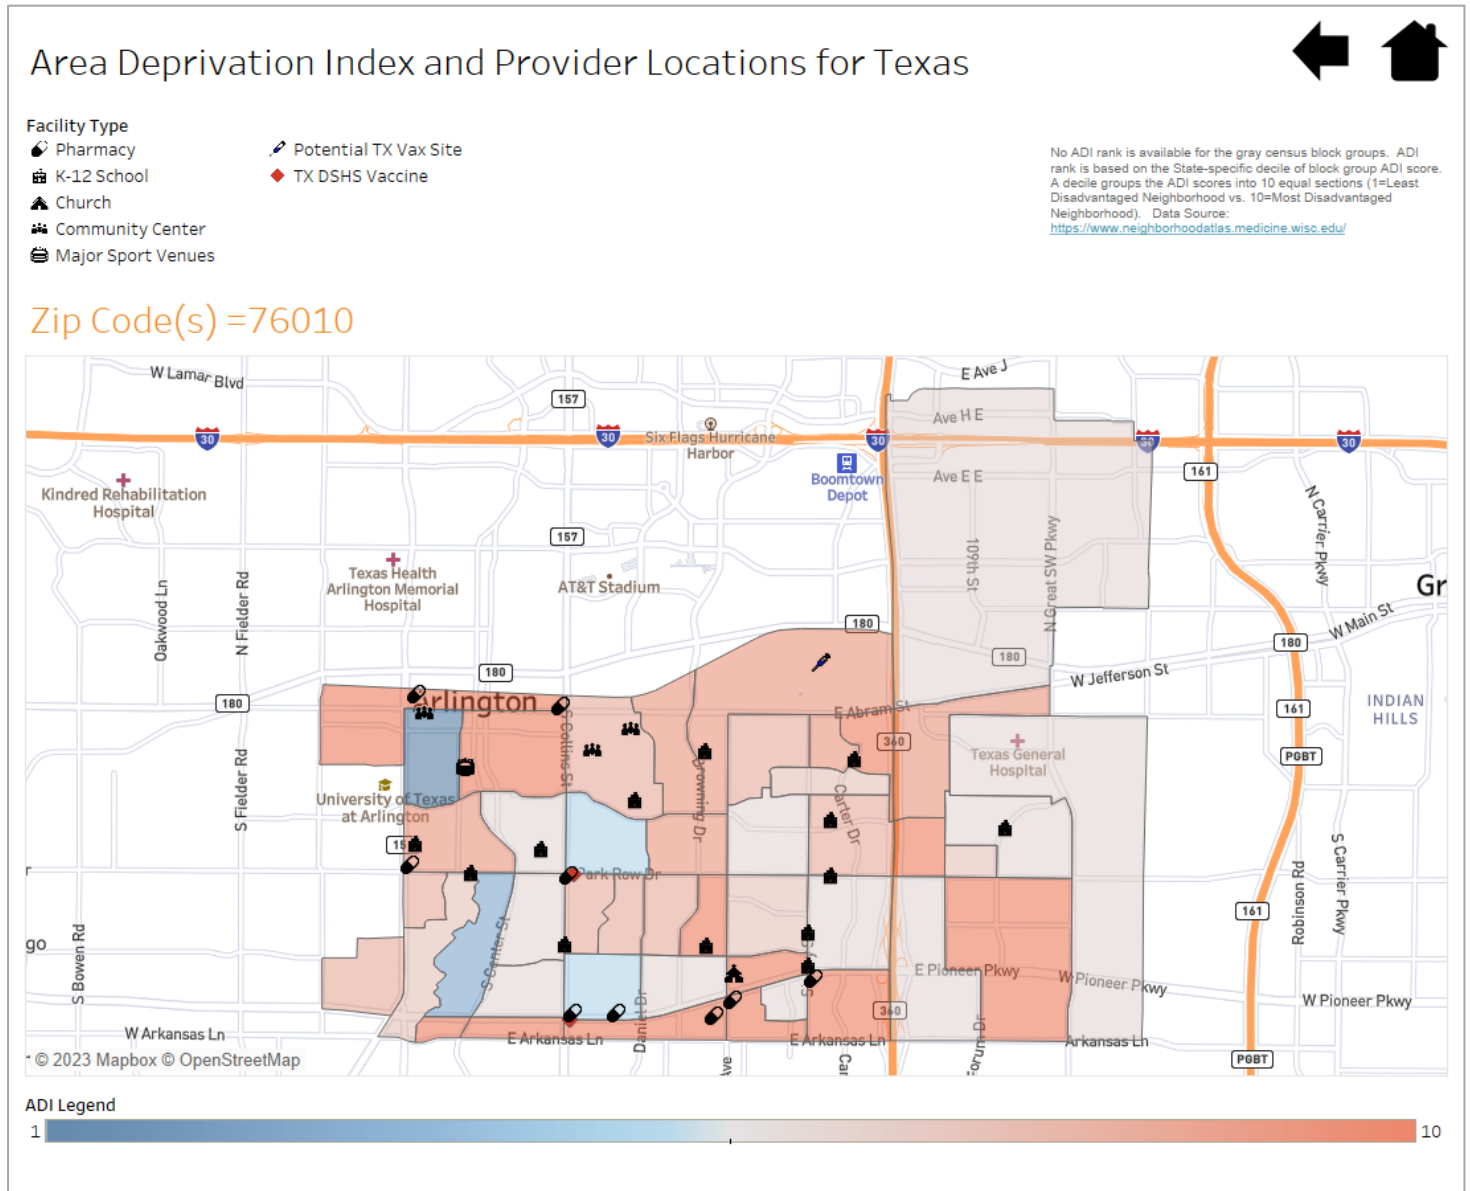 Area Deprivation Index and Provider Locations for Texas
Facility Type
Pharmacy
K-12 School
Church
Community Center
Major Sport Venues
Potential TX Vax Site
TX DSHS Vaccine
No ADI rank is available for the gray census block groups. ADI
rank is based on the State-specific decile of block group ADI score.
A decile groups the ADI scores into 10 equal sections (1=Least
Disadvantaged Neighborhood vs. 10=Most Disadvantaged
Neighborhood). Data Source:
https://www.neighborhoodatlas.medicine.wisc.edu/
Zip Code(s) =76010
W Lamar Blvd
E Ave J
157
Ave H E
30
30
30
30
30
Six Flags Hurricane
Harbor
Boomtown
Depot
Ave E E
161
Kindred Rehabilitation
Hospital
N Carrier Pkwy
157
109th St
N Great SW Pkwy
Texas Health
Arlington Memorial
Hospital
AT&T Stadium
Oakwood Ln
N Fielder Rd
Gr
180
W Main St
180
180
180
W Jefferson St
180
Arlington
161
INDIAN
HILLS
E Abram St
S Collins St
360
Texas General
Hospital
PGBT
S Fielder Rd
University of Texas
at Arlington
Browning Dr
Carter Dr
15
r
Park Row Dr
S Carrier Pkwy
Robinson Rd
161
go
S Bowen Rd
S Center St
E Pioneer Pkwy
W Pioneer Pkwy
W Pioneer Pkwy
360
W Arkansas Ln
E Arkansas Ln
Daniel Dr
E Arkansas Ln
Forum Dr
Arkansas Ln
Ave
Car
PGBT
© 2023 Mapbox © OpenStreetMap
ADI Legend
1
10